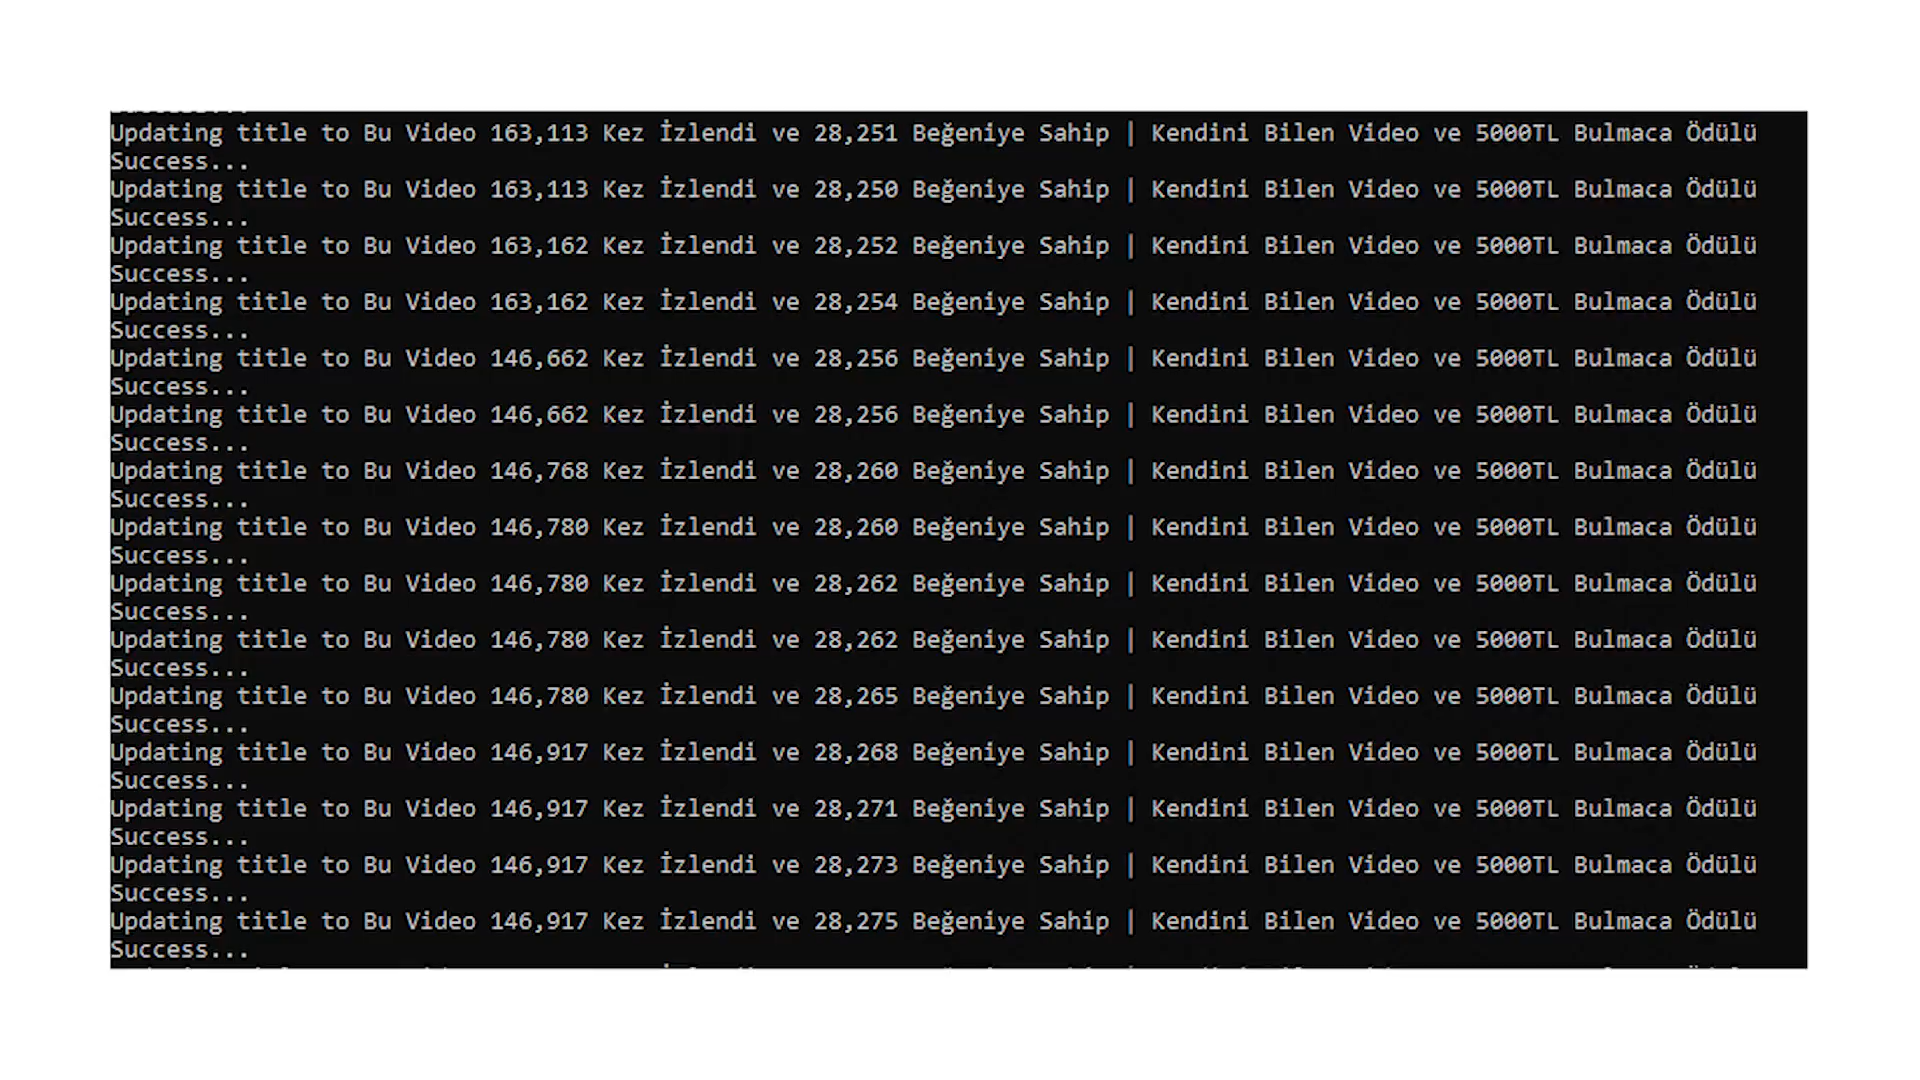 Updating title to Bu Video 163,113 Kez İzlendi ve 28,251 Beğeniye Sahip | Kendini Bilen Video ve 5000TL Bulmaca Ödülü
Success...
Updating title to Bu Video 163,113 Kez İzlendi ve 28,250 Beğeniye Sahip | Kendini Bilen Video ve 5000TL Bulmaca Ödülü
Success...
Updating title to Bu Video 163,162 Kez İzlendi ve 28,252 Beğeniye Sahip | Kendini Bilen Video ve 5000TL Bulmaca Ödülü
Success...
Updating title to Bu Video 163,162 Kez İzlendi ve 28,254 Beğeniye Sahip | Kendini Bilen Video ve 5000TL Bulmaca Ödülü
Success...
Updating title to Bu Video 146,662 Kez İzlendi ve 28,256 Beğeniye Sahip | Kendini Bilen Video ve 5000TL Bulmaca Ödülü
Success...
Updating title to Bu Video 146,662 Kez İzlendi ve 28,256 Beğeniye Sahip | Kendini Bilen Video ve 5000TL Bulmaca Ödülü
Success...
Updating title to Bu Video 146,768 Kez İzlendi ve 28,260 Beğeniye Sahip | Kendini Bilen Video ve 5000TL Bulmaca Ödülü
Success...
Updating title to Bu Video 146,780 Kez İzlendi ve 28,260 Beğeniye Sahip | Kendini Bilen Video ve 5000TL Bulmaca Ödülü
Success...
Updating title to Bu Video 146,780 Kez İzlendi ve 28,262 Beğeniye Sahip | Kendini Bilen Video ve 5000TL Bulmaca Ödülü
Success...
Updating title to Bu Video 146,780 Kez İzlendi ve 28,262 Beğeniye Sahip | Kendini Bilen Video ve 5000TL Bulmaca Ödülü
Success...
Updating title to Bu Video 146,780 Kez İzlendi ve 28,265 Beğeniye Sahip | Kendini Bilen Video ve 5000TL Bulmaca Ödülü
Success...
Updating title to Bu Video 146,917 Kez İzlendi ve 28,268 Beğeniye Sahip | Kendini Bilen Video ve 5000TL Bulmaca Ödülü
Success...
Updating title to Bu Video 146,917 Kez İzlendi ve 28,271 Beğeniye Sahip | Kendini Bilen Video ve 5000TL Bulmaca Ödülü
Success...
Updating title to Bu Video 146,917 Kez İzlendi ve 28,273 Beğeniye Sahip | Kendini Bilen Video ve 5000TL Bulmaca Ödülü
Success...
Updating title to Bu Video 146,917 Kez İzlendi ve 28,275 Beğeniye Sahip | Kendini Bilen Video ve 5000TL Bulmaca Ödülü
Success...